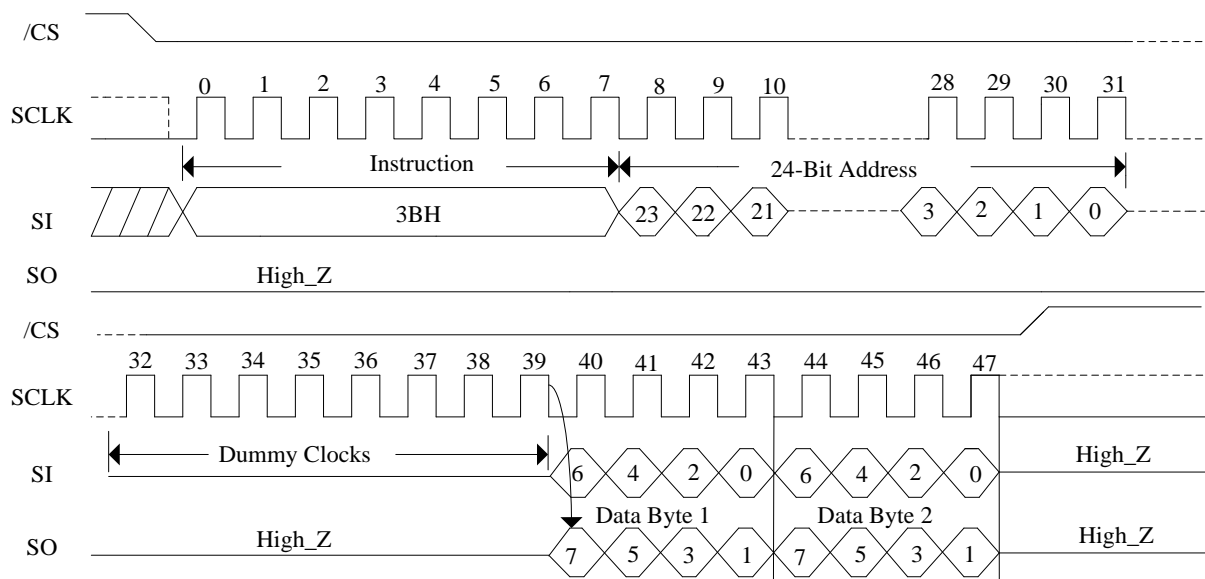 /CS
SCLK 0 1 2 3 4 5 6 7 8 9 10 28 29 30 31
Instruction 24-Bit Address
SI 3BH 23 22 21 3 2 1 0
SO High_Z
/CS
SCLK 32 33 34 35 36 37 38 39 40 41 42 43 44 45 46 47
Dummy Clocks
SI 6 4 2 0 6 4 2 0 High_Z
Data Byte 1 Data Byte 2
SO High_Z 7 5 3 1 7 5 3 1 High_Z